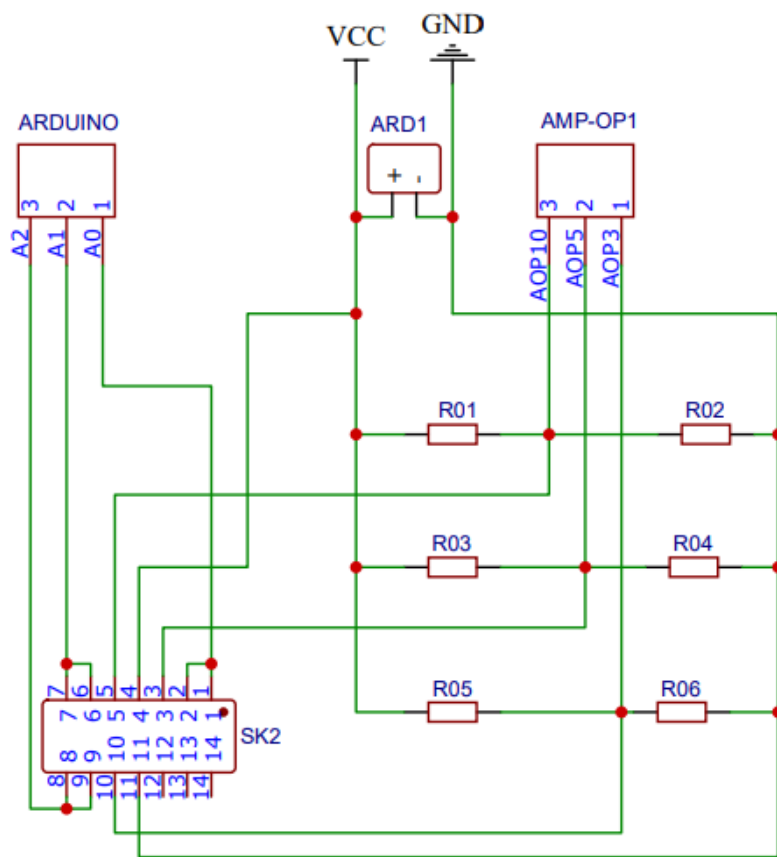 VCC
GND
ARDUINO
ARD1
AMP-OP1
+ -
3 2 1
3 2 1
A2 A1 A0
AOP10 AOP5 AOP3
R01
R02
R03
R04
R05
R06
7 6 5 4 3 2 1
7 6 5 4 3 2 1
SK2
8 9 10 11 12 13 14
8 9 10 11 12 13 14